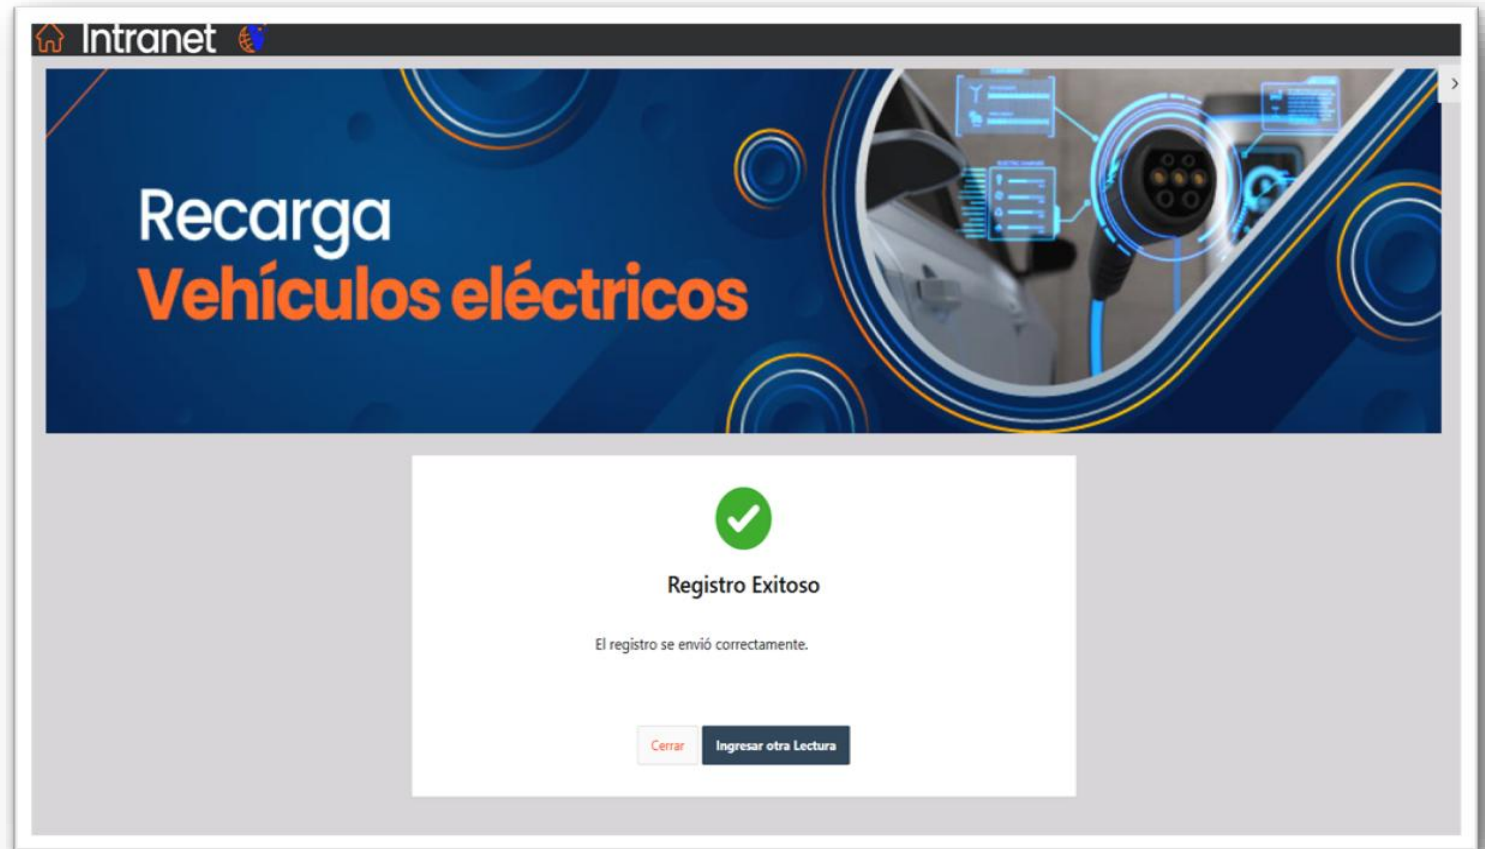 Intranet
Recarga
Vehículos eléctricos
Registro Exitoso
El registro se envió correctamente.
Cerrar
Ingresar otra Lectura